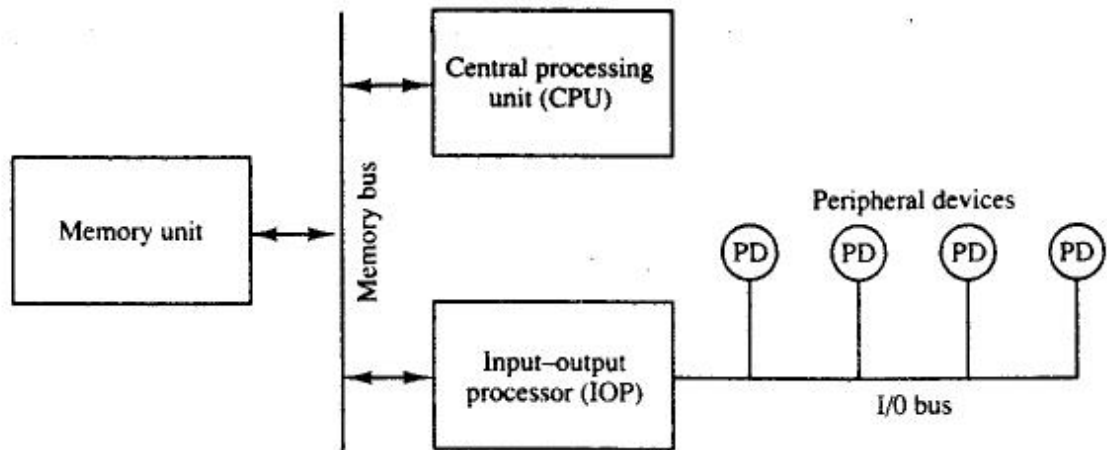 Central processing
unit (CPU)
Memory unit
Memory bus
Peripheral devices
PD
PD
PD
PD
Input–output
processor (IOP)
I/0 bus